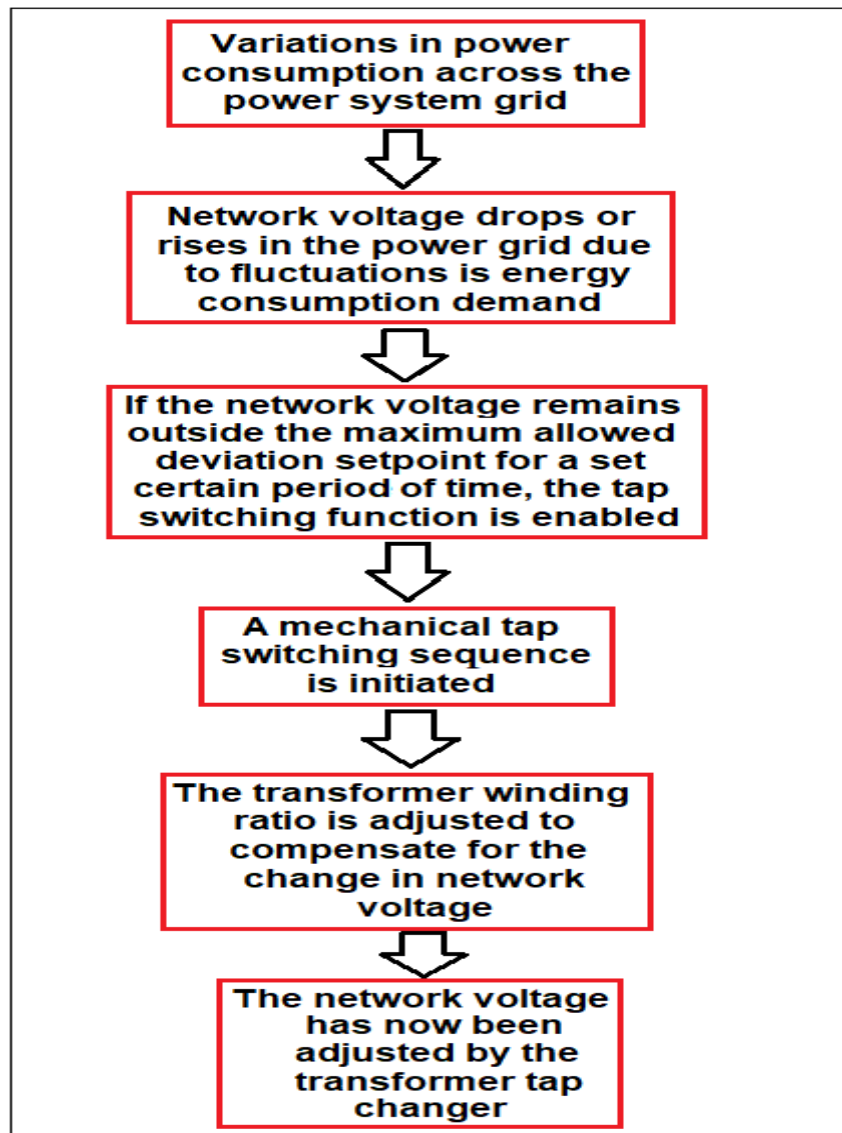 Variations in power
consumption across the
power system grid
Network voltage drops or
rises in the power grid due
to fluctuations is energy
consumption demand
If the network voltage remains
outside the maximum allowed
deviation setpoint for a set
certain period of time, the tap
switching function is enabled
A mechanical tap
switching sequence
is initiated
The transformer winding
ratio is adjusted to
compensate for the
change in network
voltage
The network voltage
has now been
adjusted by the
transformer tap
changer